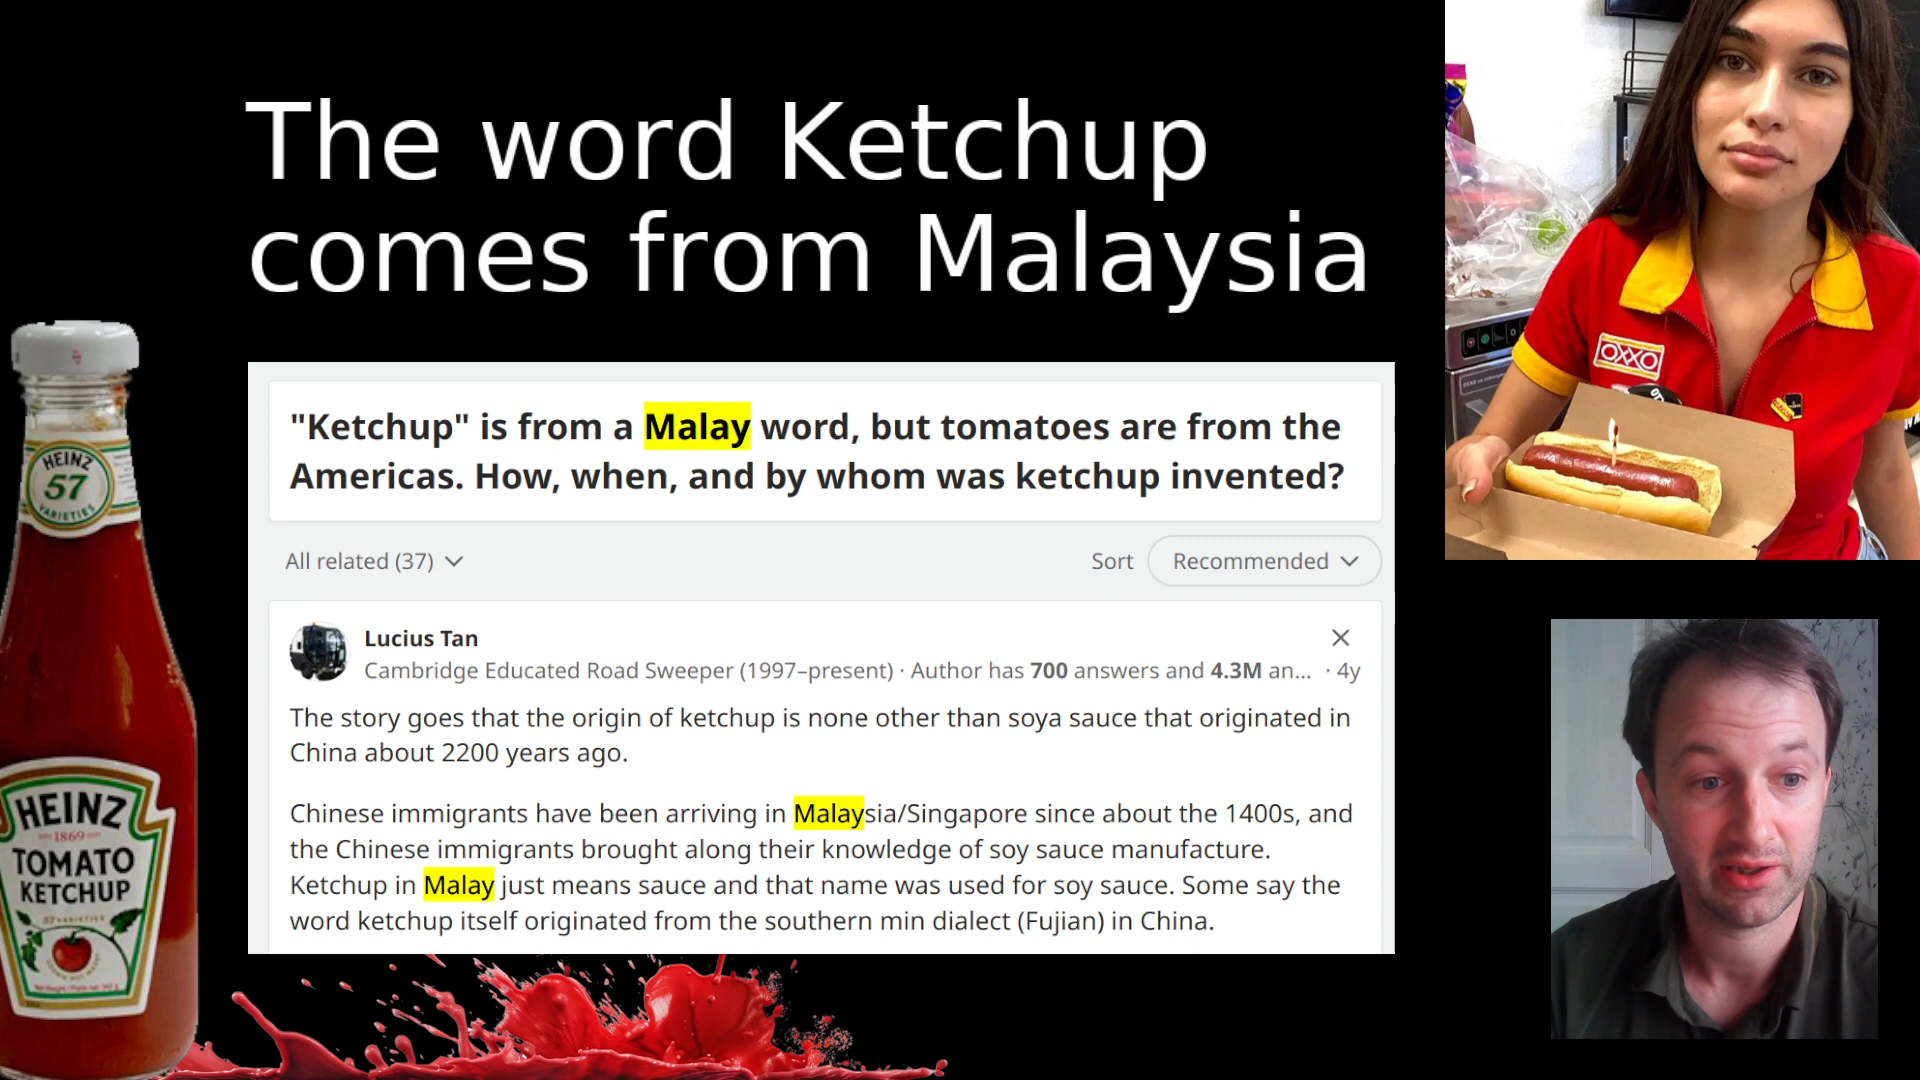 The word Ketchup
comes from Malaysia
"Ketchup" is from a Malay word, but tomatoes are from the
Americas. How, when, and by whom was ketchup invented?
All related (37)
Sort
Recommended
Lucius Tan
Cambridge Educated Road Sweeper (1997–present) · Author has 700 answers and 4.3M an... · 4y
The story goes that the origin of ketchup is none other than soya sauce that originated in
China about 2200 years ago.
Chinese immigrants have been arriving in Malaysia/Singapore since about the 1400s, and
the Chinese immigrants brought along their knowledge of soy sauce manufacture.
Ketchup in Malay just means sauce and that name was used for soy sauce. Some say the
word ketchup itself originated from the southern min dialect (Fujian) in China.
HEINZ
57
VARIETIES
HEINZ
1869
TOMATO
KETCHUP
57 VARIETIES
OXXO